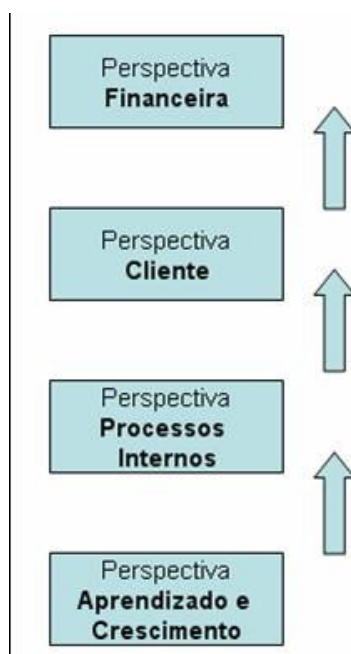 Perspectiva
Financeira
Perspectiva
Cliente
Perspectiva
Processos
Internos
Perspectiva
Aprendizado e
Crescimento